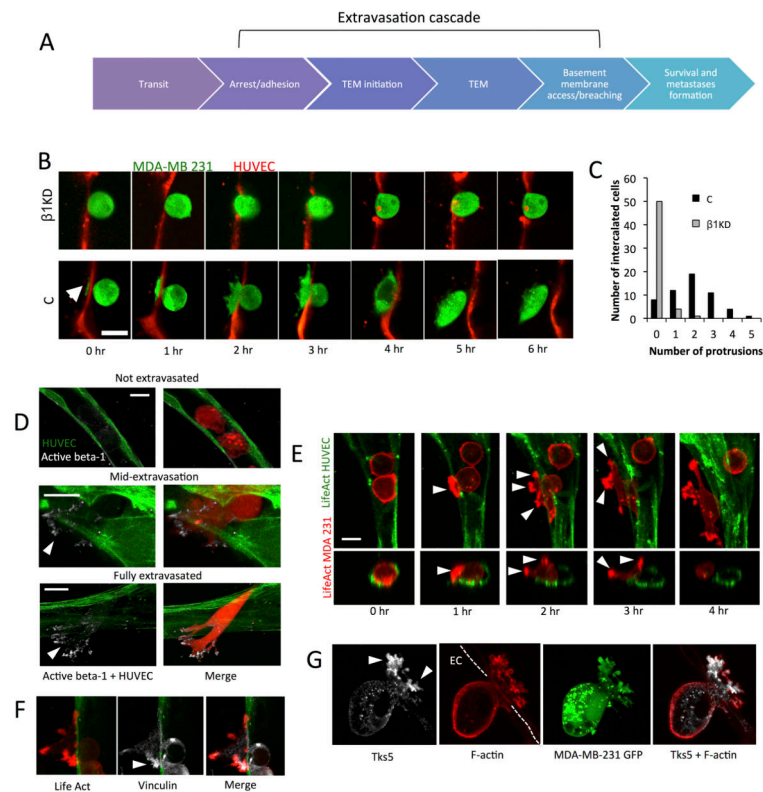 Extravasation cascade
A
Transit
Arrest/adhesion
TEM initiation
TEM
Basement
membrane
access/breaching
Survival and
metastases
formation
B
MDA-MB 231 HUVEC
β1KD
C
0 hr 1 hr 2 hr 3 hr 4 hr 5 hr 6 hr
C
Number of intercalated cells
60
50
40
30
20
10
0
C
β1KD
0 1 2 3 4 5
Number of protrusions
D
Not extravasated
HUVEC
Active beta-1
Mid-extravasation
Fully extravasated
Active beta-1 + HUVEC Merge
E
LifeAct MDA 231 LifeAct HUVEC
0 hr 1 hr 2 hr 3 hr 4 hr
F
Life Act Vinculin Merge
G
EC
Tks5 F-actin MDA-MB-231 GFP Tks5 + F-actin